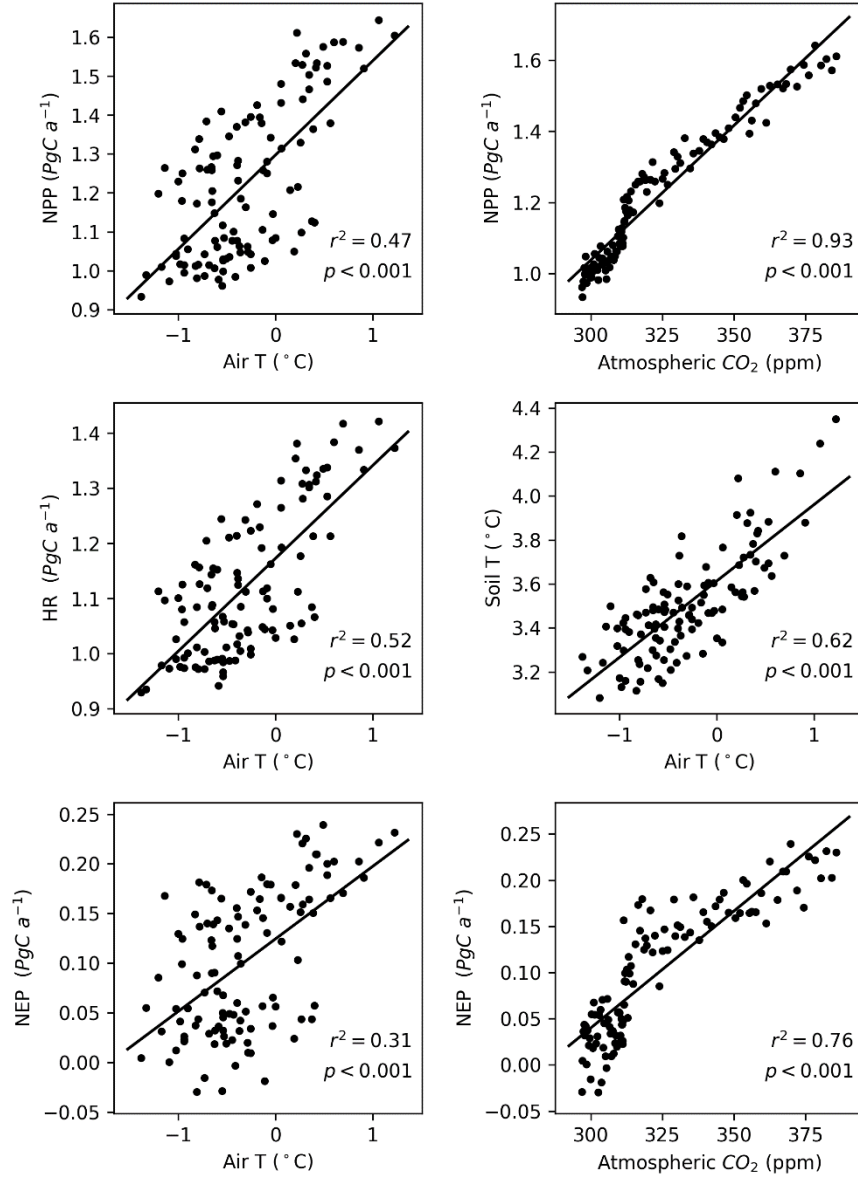 NPP (PgC a⁻¹)
1.6
1.5
1.4
1.3
1.2
1.1
1.0
0.9
r² = 0.47
p < 0.001
−1
0
1
Air T (°C)
NPP (PgC a⁻¹)
1.6
1.4
1.2
1.0
r² = 0.93
p < 0.001
300
325
350
375
Atmospheric CO₂ (ppm)
HR (PgC a⁻¹)
1.4
1.3
1.2
1.1
1.0
0.9
r² = 0.52
p < 0.001
−1
0
1
Air T (°C)
Soil T (°C)
4.4
4.2
4.0
3.8
3.6
3.4
3.2
r² = 0.62
p < 0.001
−1
0
1
Air T (°C)
NEP (PgC a⁻¹)
0.25
0.20
0.15
0.10
0.05
0.00
−0.05
r² = 0.31
p < 0.001
−1
0
1
Air T (°C)
NEP (PgC a⁻¹)
0.25
0.20
0.15
0.10
0.05
0.00
−0.05
r² = 0.76
p < 0.001
300
325
350
375
Atmospheric CO₂ (ppm)